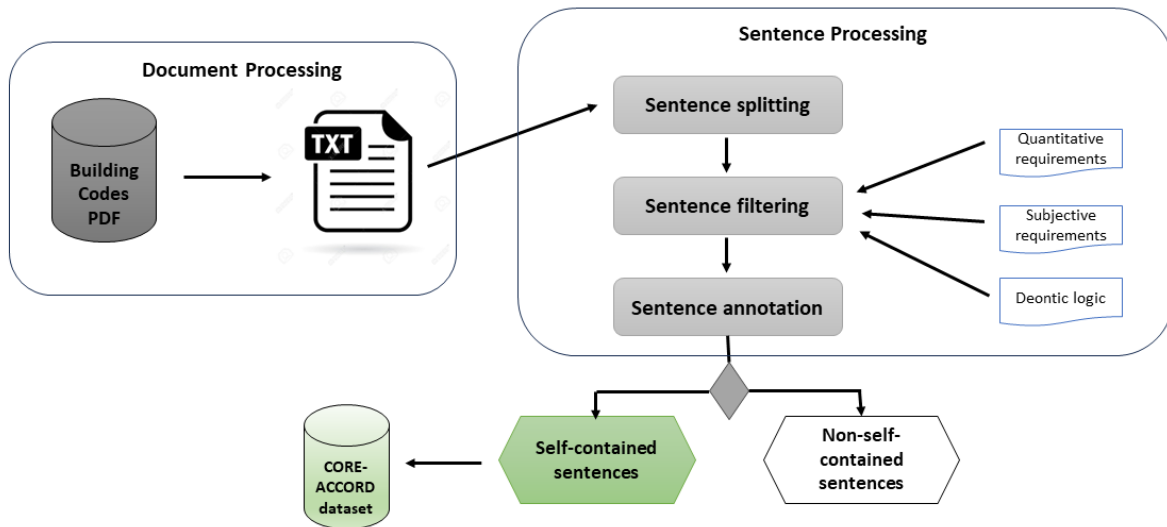 Document Processing
Building
Codes
PDF
TXT
Sentence Processing
Sentence splitting
Sentence filtering
Sentence annotation
Quantitative
requirements
Subjective
requirements
Deontic logic
Self-contained
sentences
Non-self-
contained
sentences
CORE-
ACCORD
dataset